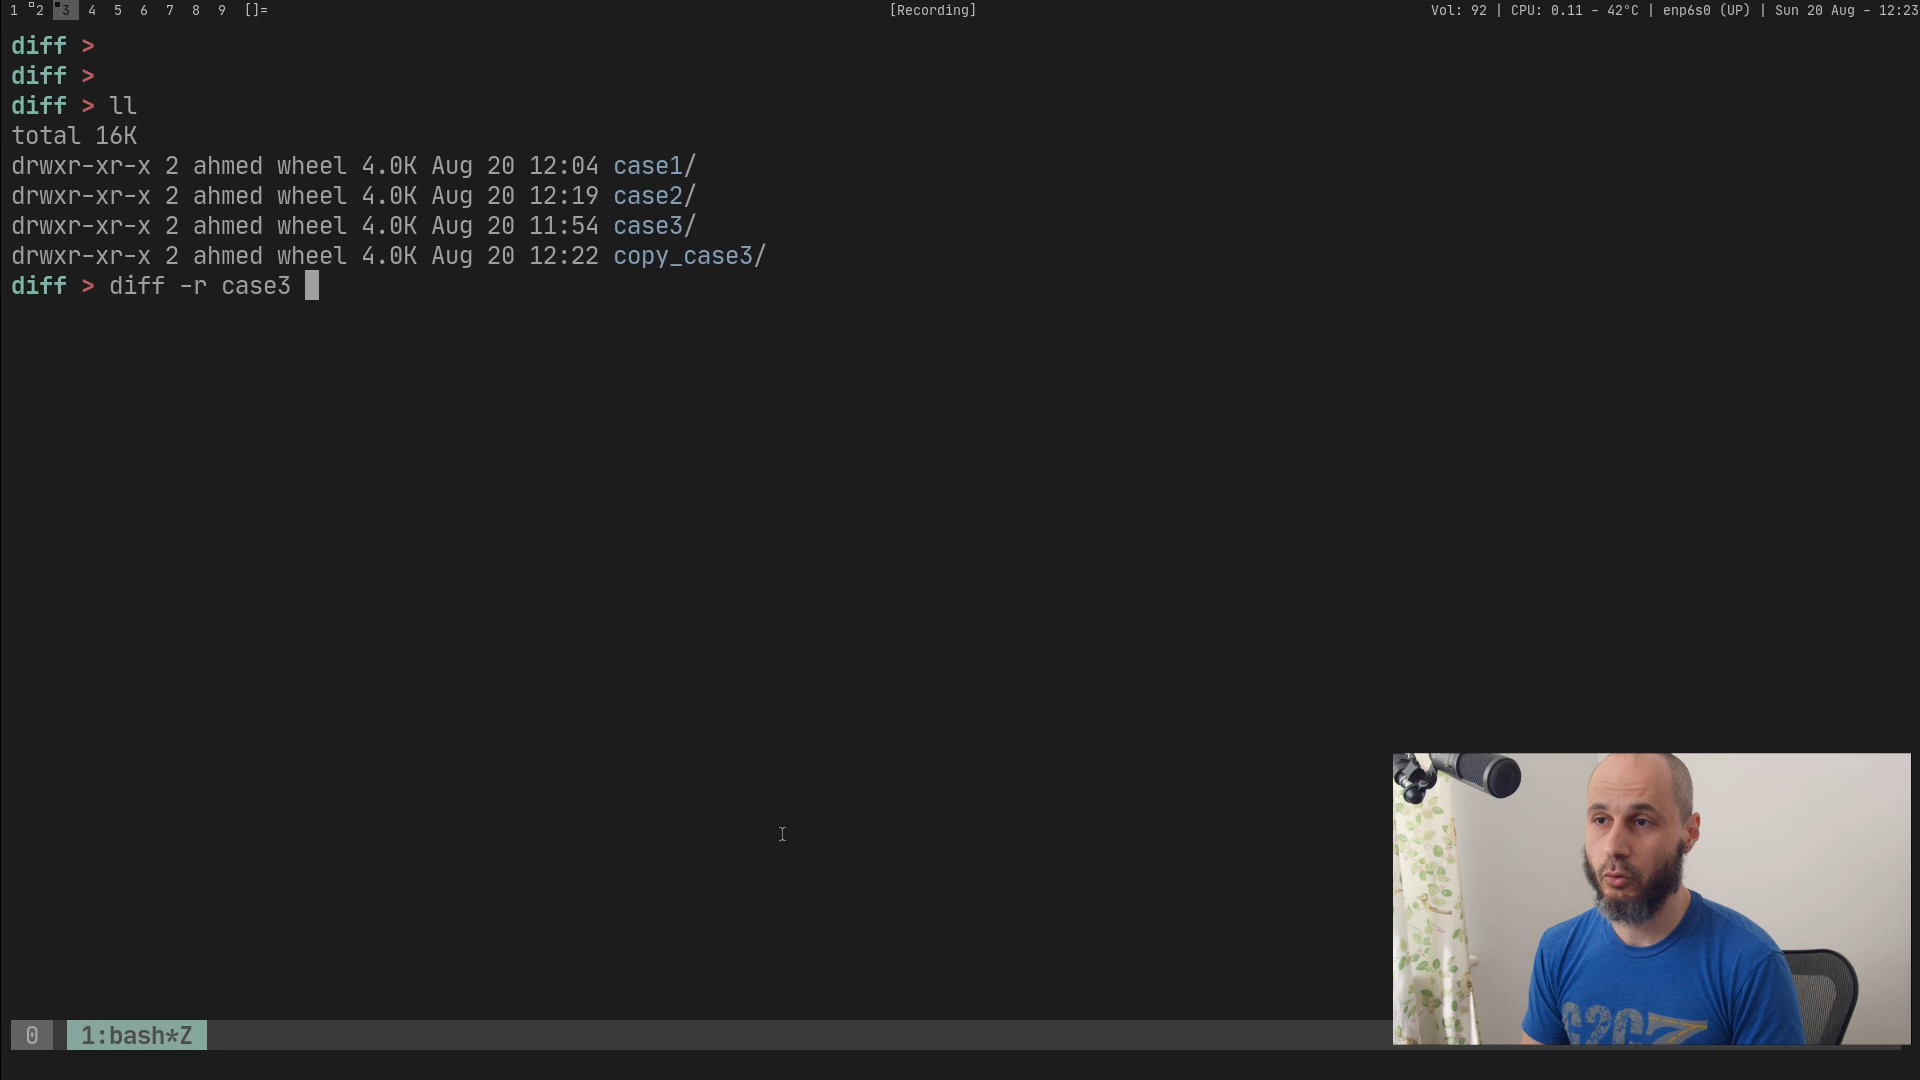 1 2 3 4 5 6 7 8 9 []= [Recording] Vol: 92 | CPU: 0.11 - 42°C | enp6s0 (UP) | Sun 20 Aug - 12:23
diff >
diff >
diff > ll
total 16K
drwxr-xr-x 2 ahmed wheel 4.0K Aug 20 12:04 case1/
drwxr-xr-x 2 ahmed wheel 4.0K Aug 20 12:19 case2/
drwxr-xr-x 2 ahmed wheel 4.0K Aug 20 11:54 case3/
drwxr-xr-x 2 ahmed wheel 4.0K Aug 20 12:22 copy_case3/
diff > diff -r case3
0 1:bash*Z